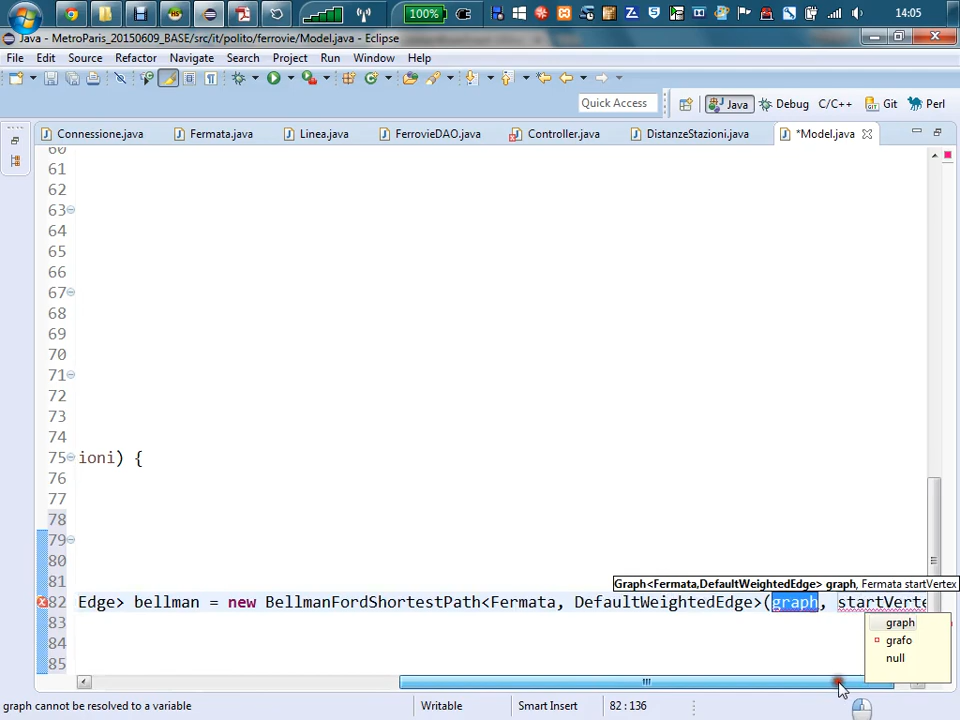 100%
14:05
Java - MetroParis_20150609_BASE/src/it/polito/ferrovie/Model.java - Eclipse
File Edit Source Refactor Navigate Search Project Run Window Help
Quick Access Java Debug C/C++ Git Perl
Connessione.java Fermata.java Linea.java FerrovieDAO.java Controller.java DistanzeStazioni.java *Model.java
60
61
62
63
64
65
66
67
68
69
70
71
72
73
74
75 ioni) {
76
77
78
79
80
81
Graph<Fermata,DefaultWeightedEdge> graph, Fermata startVertex
82 Edge> bellman = new BellmanFordShortestPath<Fermata, DefaultWeightedEdge>(graph, startVerte
83 graph
84 grafo
85 null
graph cannot be resolved to a variable Writable Smart Insert 82 : 136